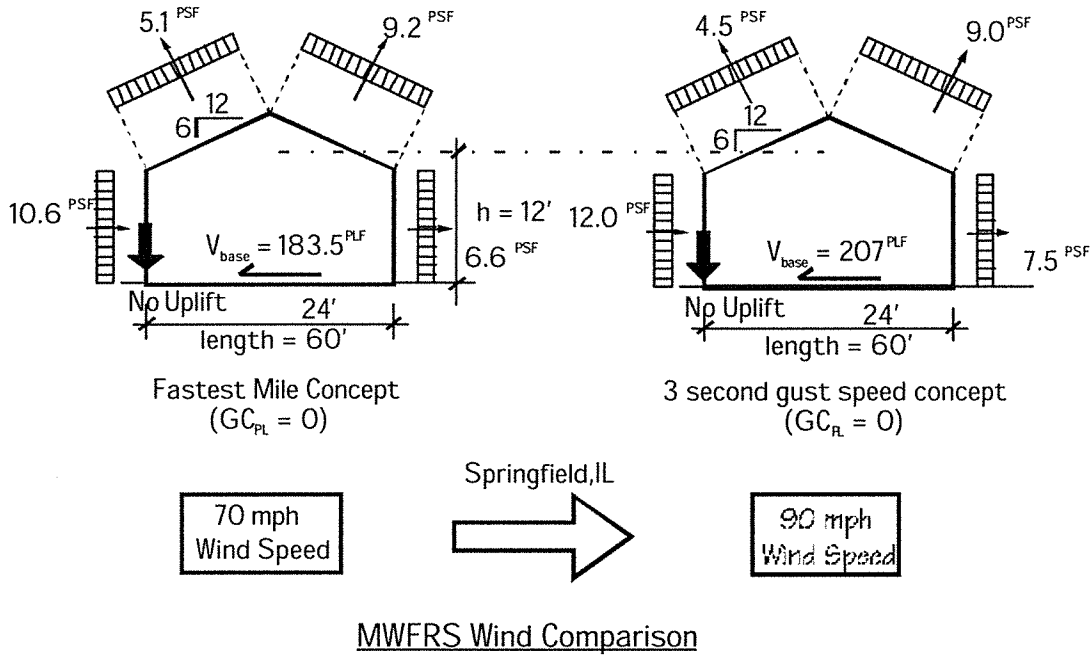 5.1 PSF
9.2 PSF
12
6
10.6 PSF
h = 12'
V base = 183.5 PLF
6.6 PSF
No Uplift
24'
length = 60'
Fastest Mile Concept
(GC PL = 0)
4.5 PSF
9.0 PSF
12
6
12.0 PSF
V base = 207 PLF
7.5 PSF
No Uplift
24'
length = 60'
3 second gust speed concept
(GC = 0)
70 mph
Wind Speed
Springfield,IL
90 mph
Wind Speed
MWFRS Wind Comparison